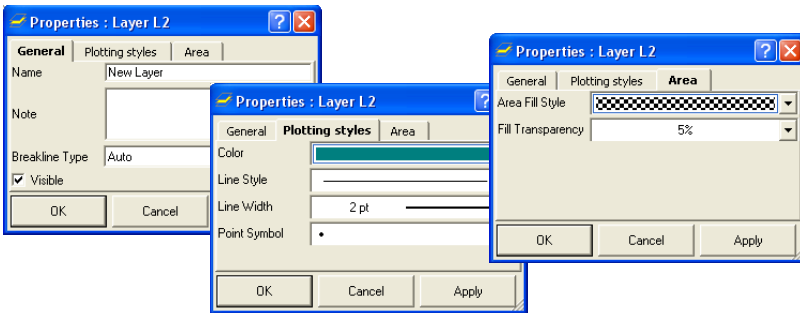 Properties : Layer L2
General Plotting styles Area
Name New Layer
Note
Breakline Type Auto
Visible
OK Cancel
Properties : Layer L2
General Plotting styles Area
Color
Line Style
Line Width 2 pt
Point Symbol
OK Cancel Apply
Properties : Layer L2
General Plotting styles Area
Area Fill Style
Fill Transparency 5%
OK Cancel Apply